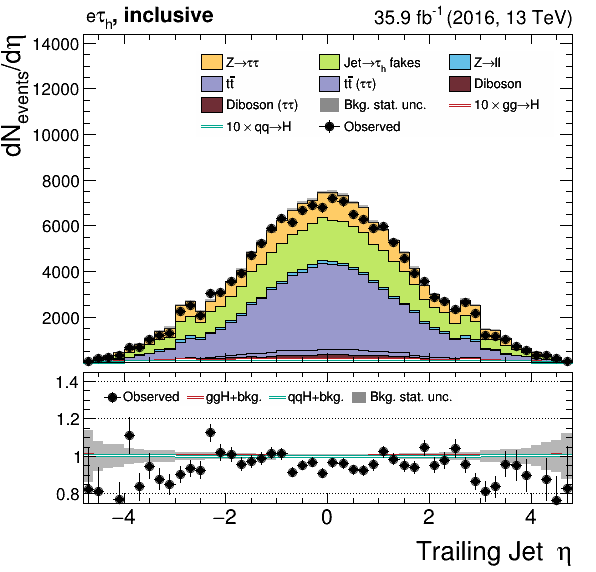 eτh, inclusive 35.9 fb⁻¹ (2016, 13 TeV)
dNevents/dη
14000
12000
10000
8000
6000
4000
2000
Z→ττ Jet→τh fakes Z→ll
tt̄ tt̄ (ττ) Diboson
Diboson (ττ) Bkg. stat. unc. 10 × gg→H
10 × qq→H Observed
1.4
1.2
1
0.8
Observed ggH+bkg. qqH+bkg. Bkg. stat. unc.
−4 −2 0 2 4
Trailing Jet η